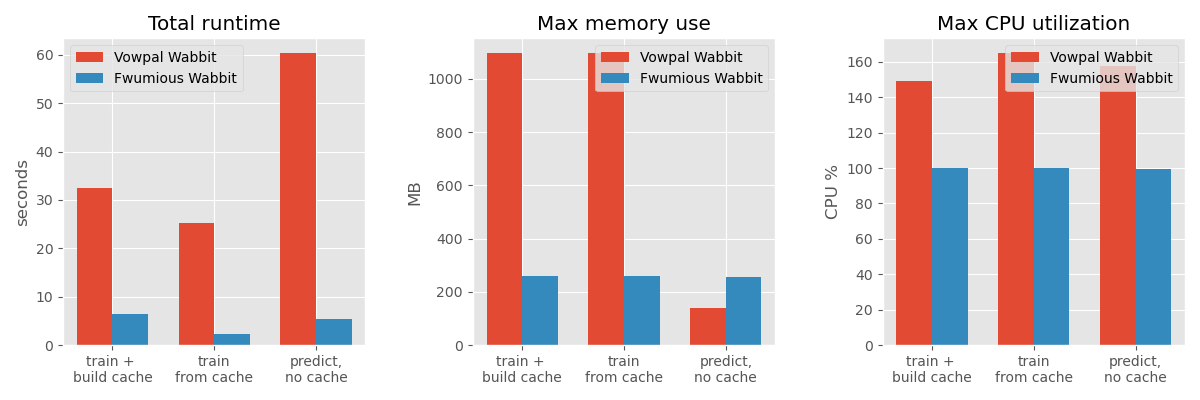 Total runtime
Vowpal Wabbit
Fwumious Wabbit
seconds
60
50
40
30
20
10
0
train +
build cache
train
from cache
predict,
no cache
Max memory use
Vowpal Wabbit
Fwumious Wabbit
MB
1000
800
600
400
200
0
train +
build cache
train
from cache
predict,
no cache
Max CPU utilization
Vowpal Wabbit
Fwumious Wabbit
CPU %
160
140
120
100
80
60
40
20
0
train +
build cache
train
from cache
predict,
no cache